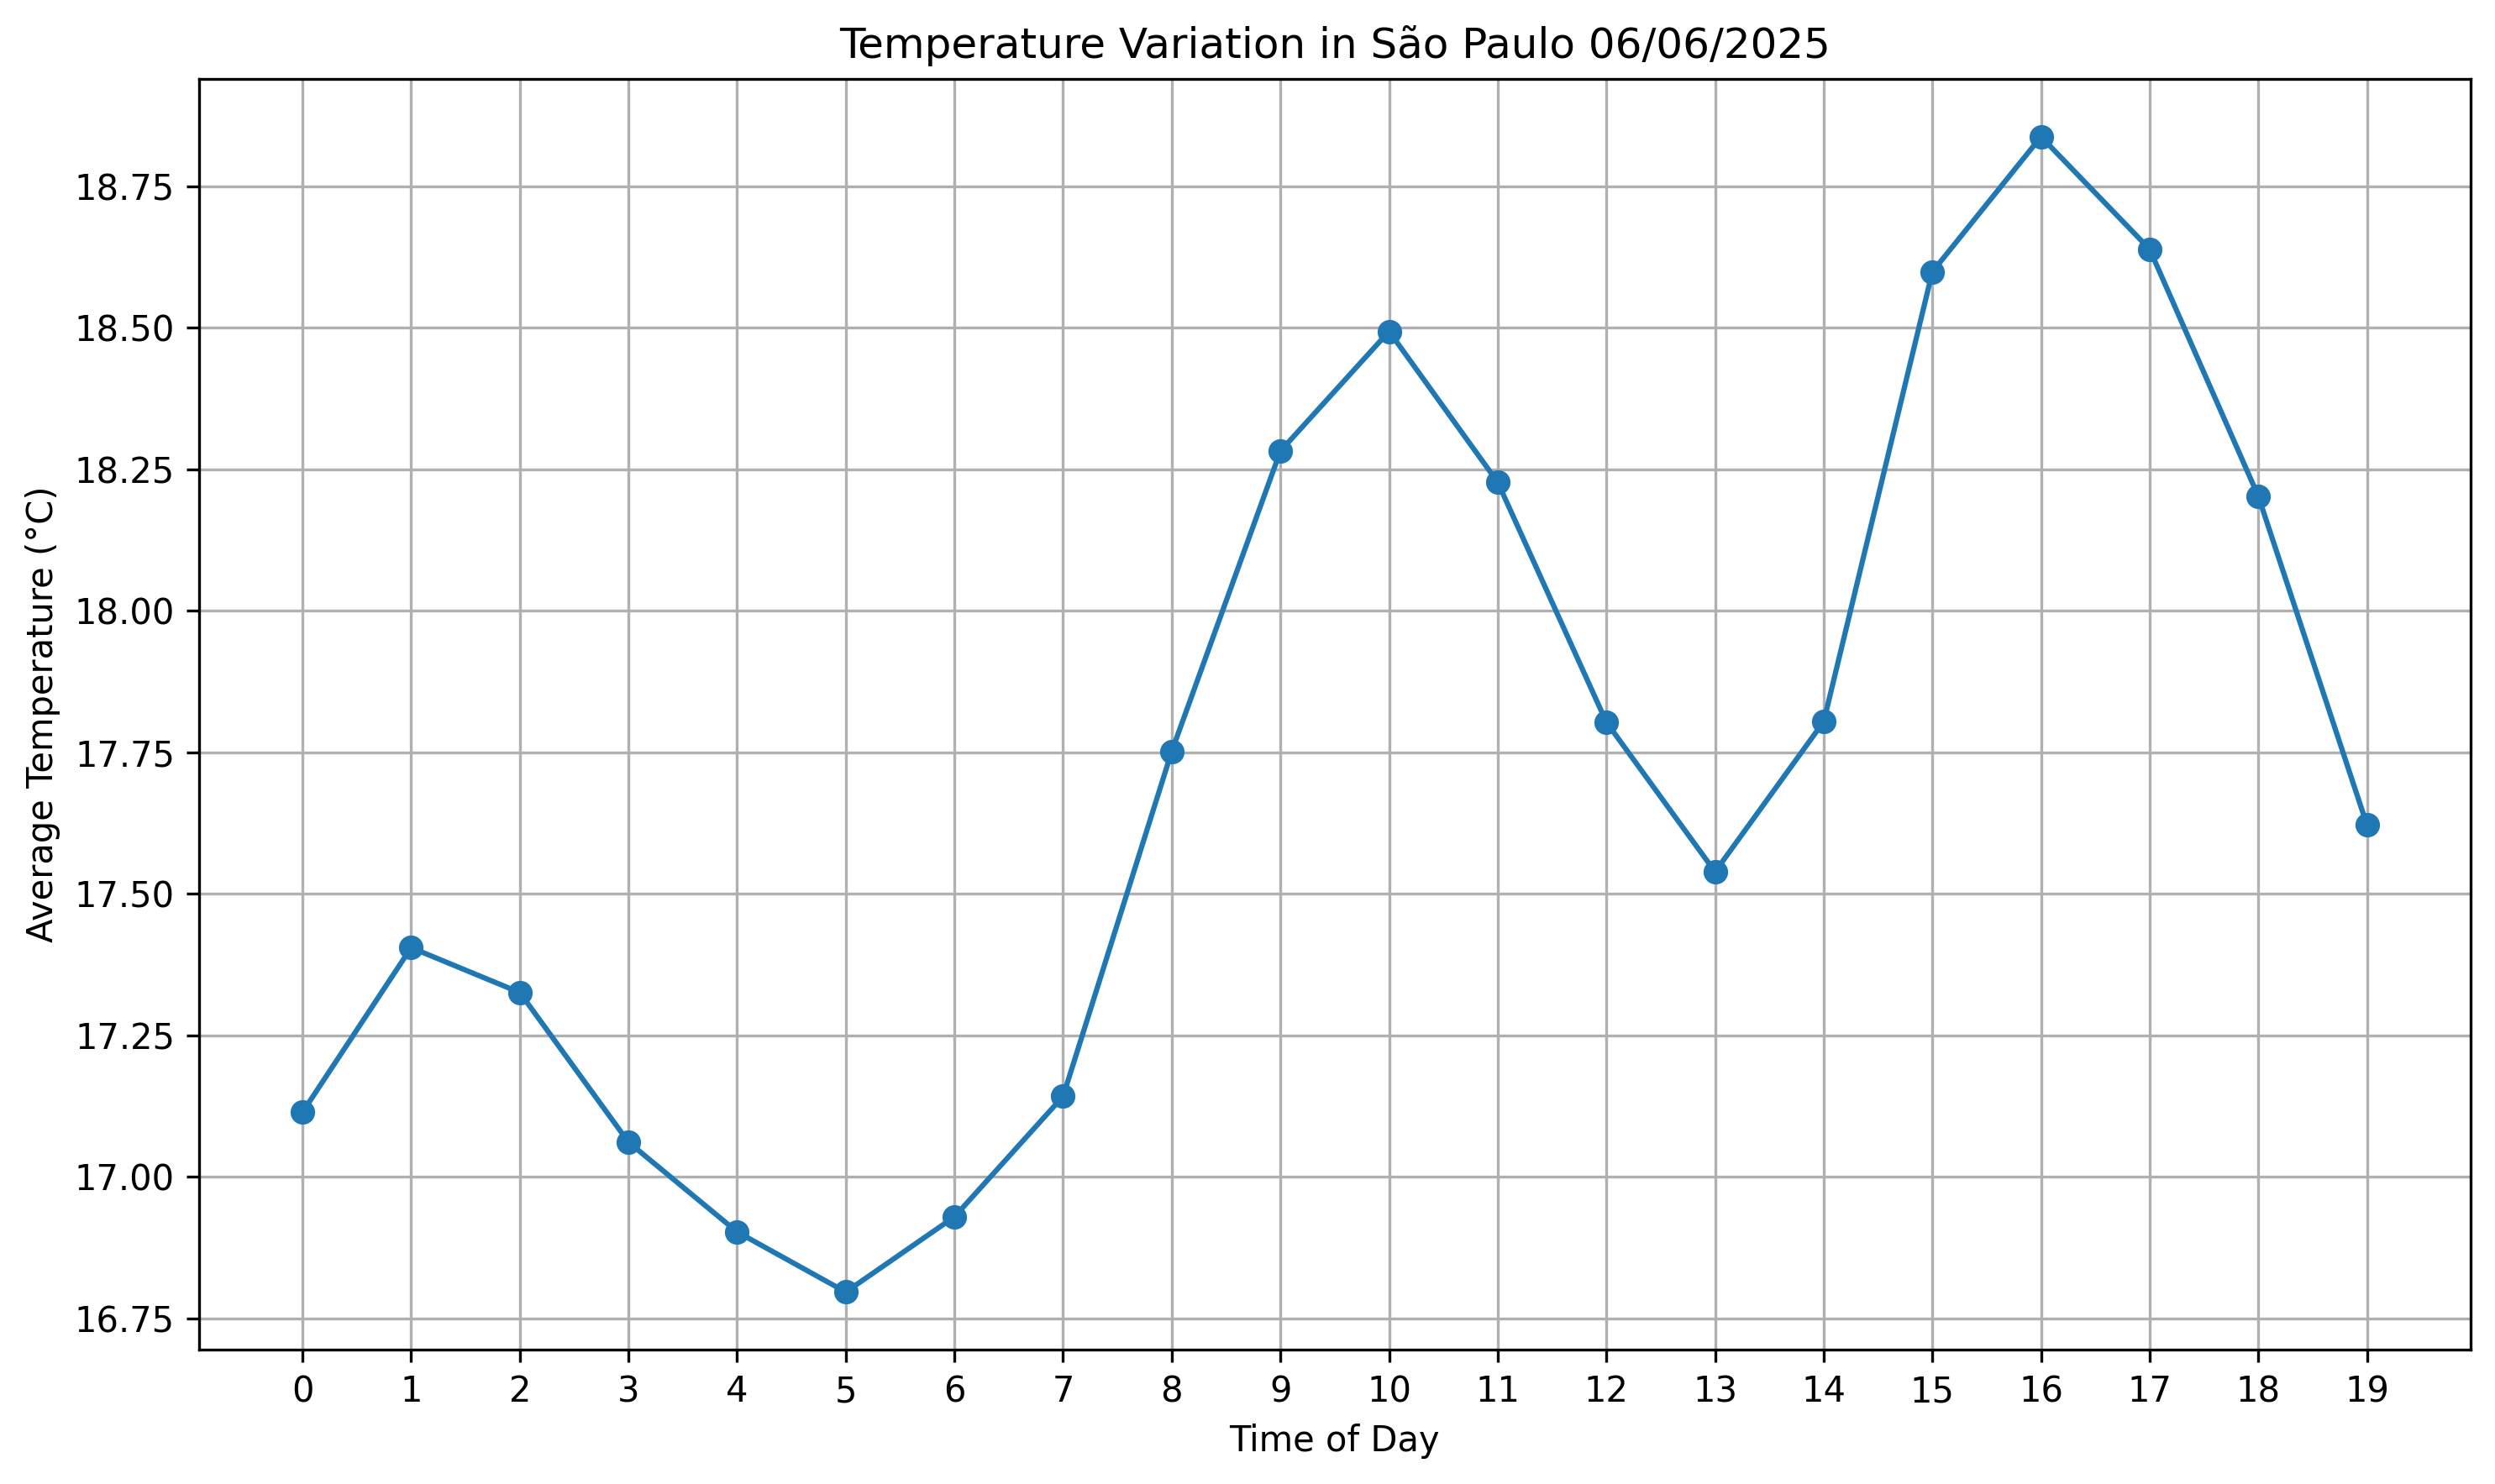 Temperature Variation in São Paulo 06/06/2025
Average Temperature (°C)
18.75
18.50
18.25
18.00
17.75
17.50
17.25
17.00
16.75
0 1 2 3 4 5 6 7 8 9 10 11 12 13 14 15 16 17 18 19
Time of Day